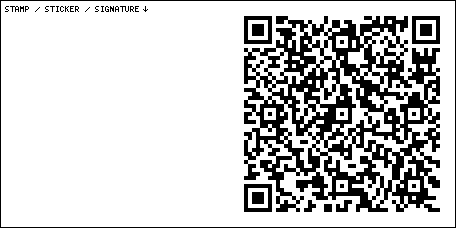 STAMP / STICKER / SIGNATURE ↓